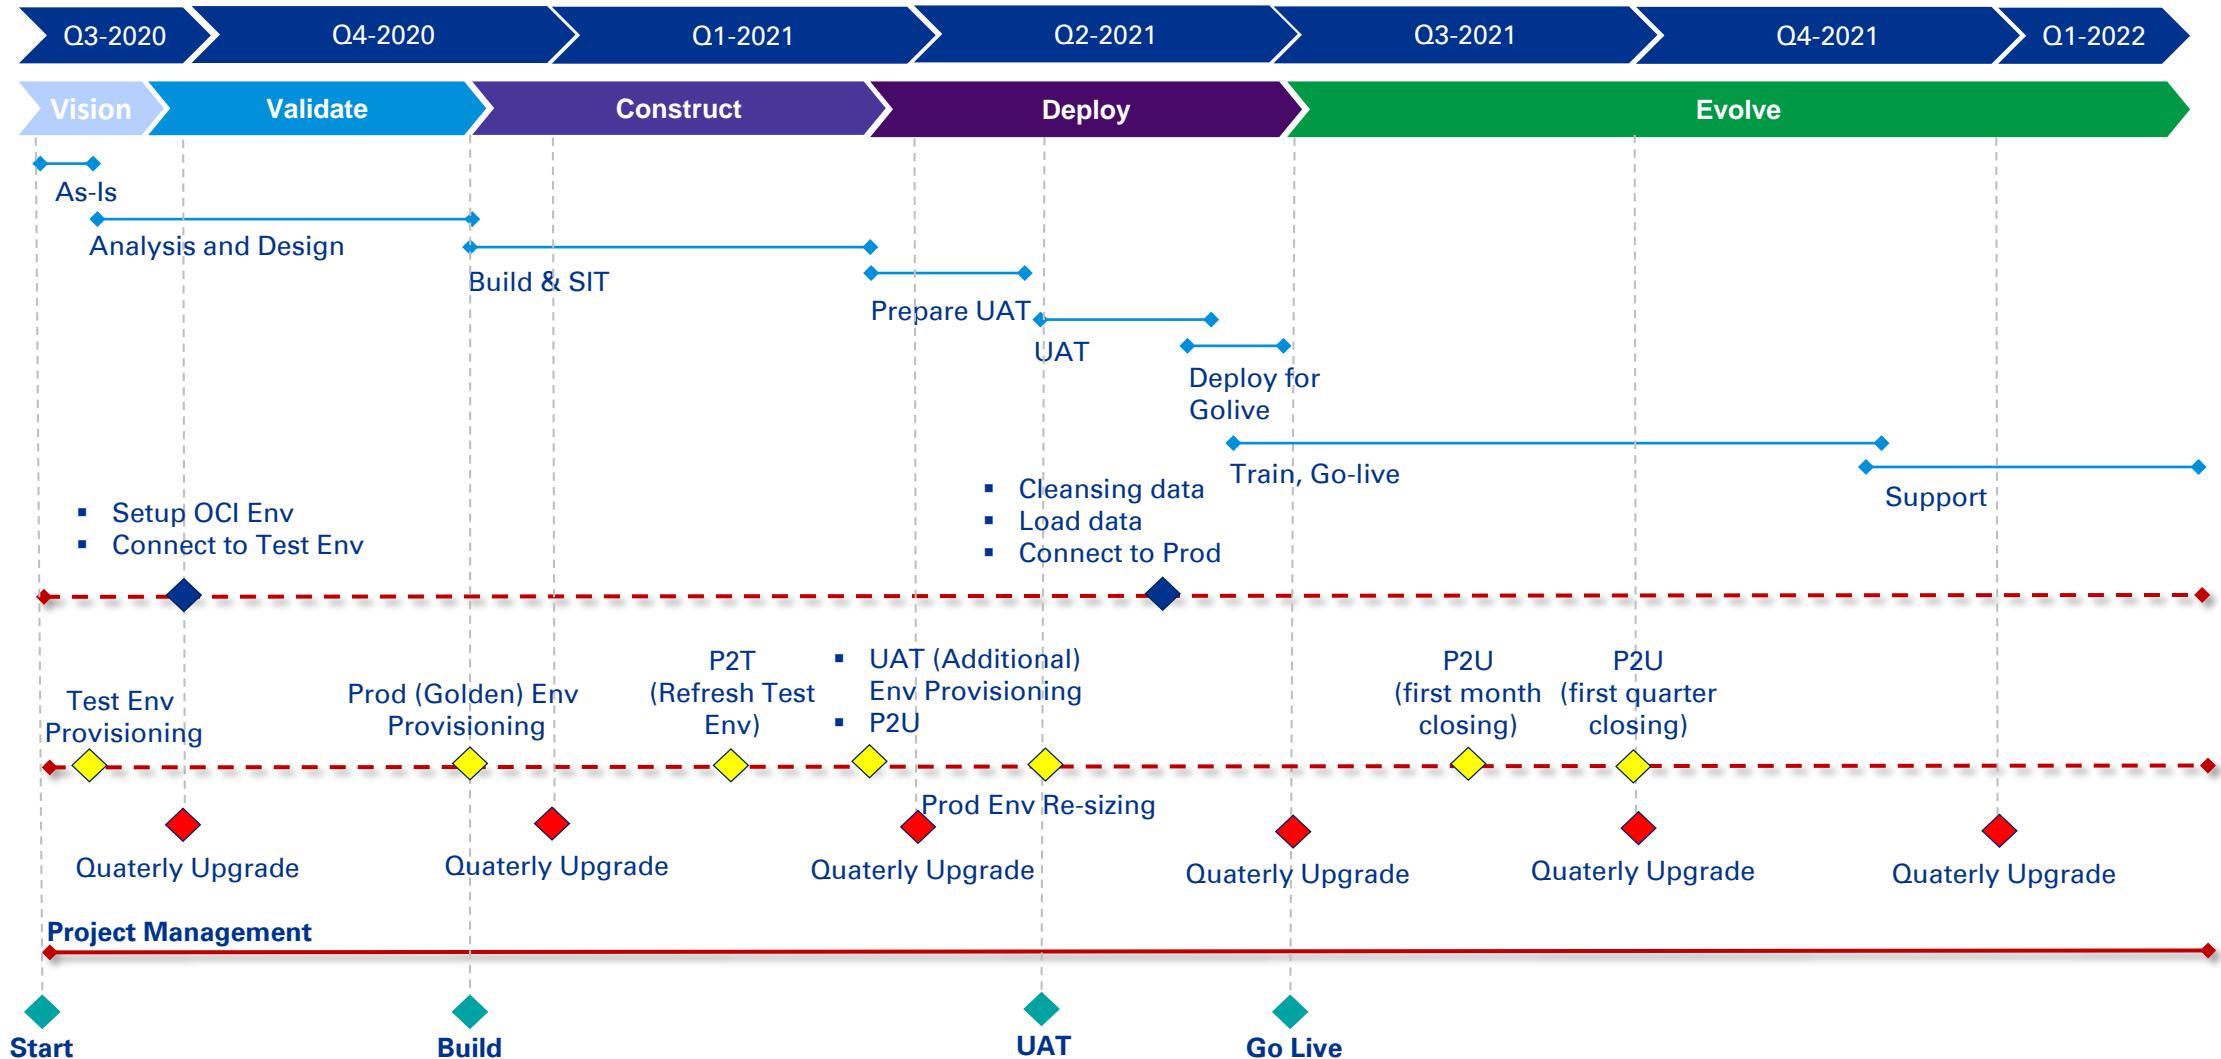 Q3-2020
Q4-2020
Q1-2021
Q2-2021
Q3-2021
Q4-2021
Q1-2022
Vision
Validate
Construct
Deploy
Evolve
As-Is
Analysis and Design
Build & SIT
Prepare UAT
UAT
Deploy for
Golive
Train, Go-live
Support
▪ Setup OCI Env
▪ Connect to Test Env
▪ Cleansing data
▪ Load data
▪ Connect to Prod
Test Env
Provisioning
Prod (Golden) Env
Provisioning
P2T
(Refresh Test
Env)
▪ UAT (Additional)
Env Provisioning
▪ P2U
Prod Env Re-sizing
P2U
(first month
closing)
P2U
(first quarter
closing)
Quaterly Upgrade
Quaterly Upgrade
Quaterly Upgrade
Quaterly Upgrade
Quaterly Upgrade
Quaterly Upgrade
Project Management
Start
Build
UAT
Go Live